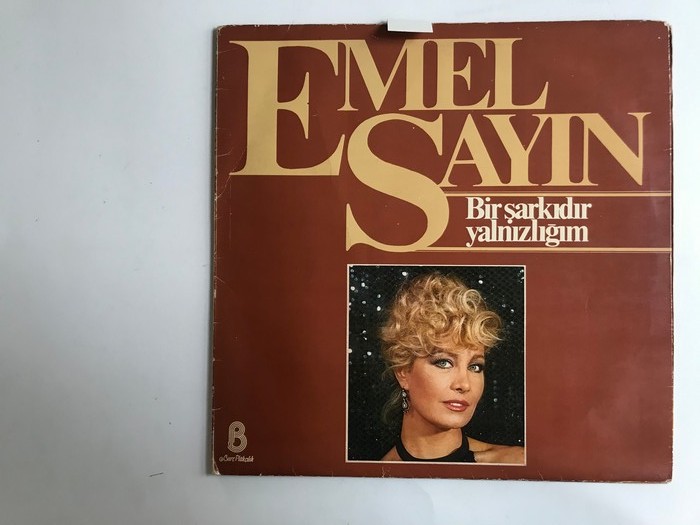 EMEL
SAYIN
Bir şarkıdır
yalnızlığım
B